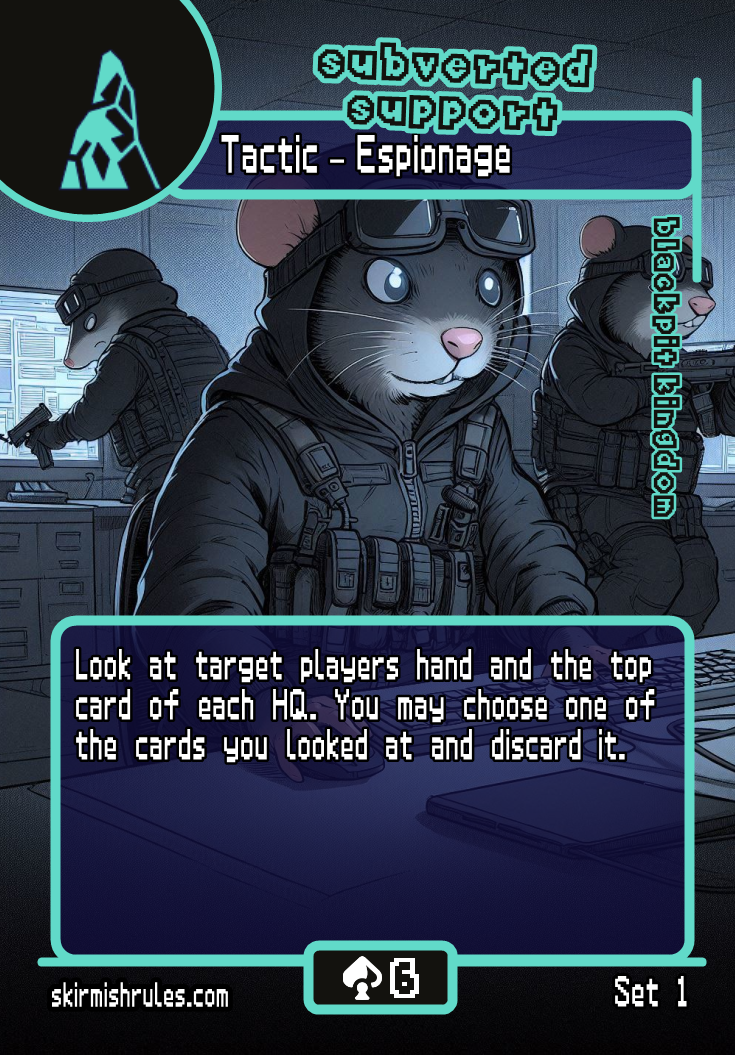 subverted
support
Tactic – Espionage
blackpit kingdom
Look at target players hand and the top
card of each HQ. You may choose one of
the cards you looked at and discard it.
6
skirmishrules.com
Set 1